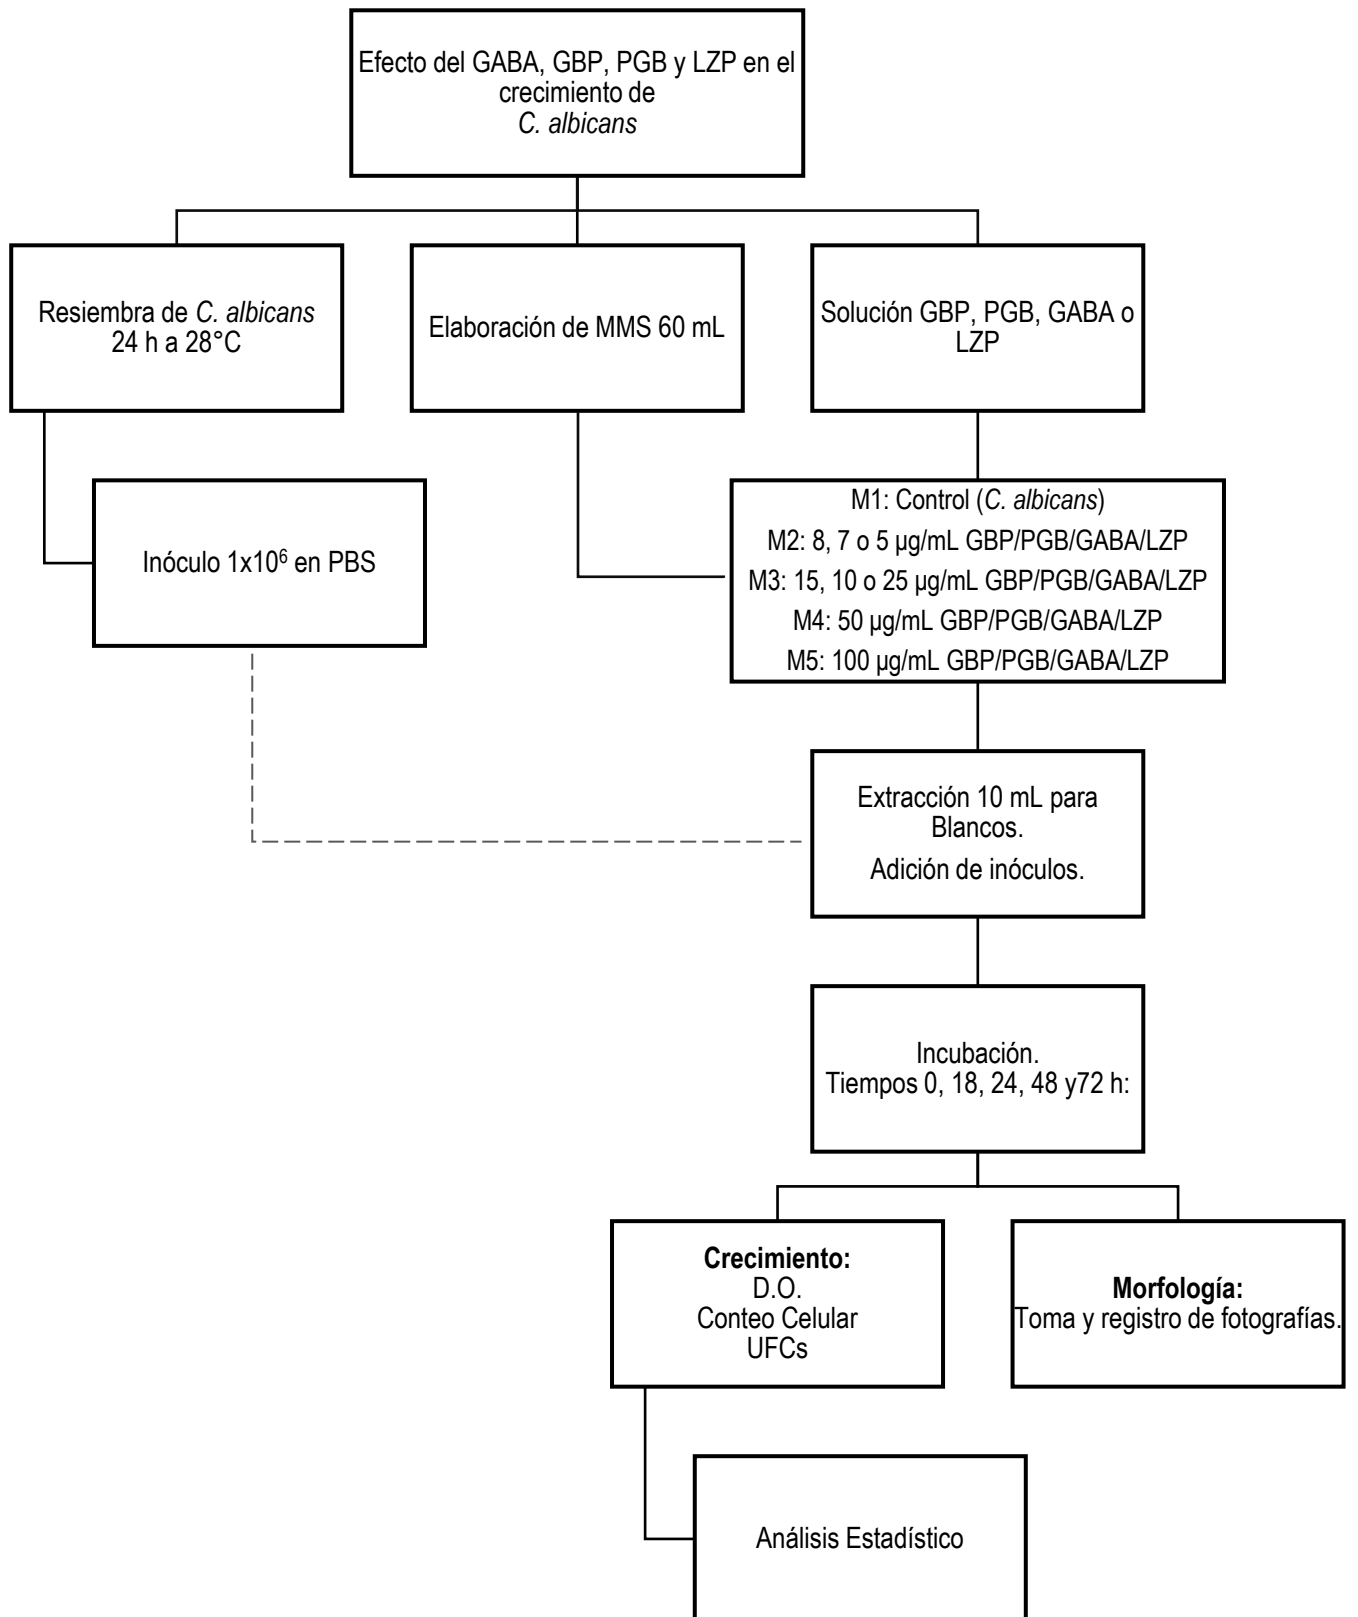 Efecto del GABA, GBP, PGB y LZP en el
crecimiento de
C. albicans
Resiembra de C. albicans
24 h a 28°C
Elaboración de MMS 60 mL
Solución GBP, PGB, GABA o
LZP
Inóculo 1x10⁶ en PBS
M1: Control (C. albicans)
M2: 8, 7 o 5 µg/mL GBP/PGB/GABA/LZP
M3: 15, 10 o 25 µg/mL GBP/PGB/GABA/LZP
M4: 50 µg/mL GBP/PGB/GABA/LZP
M5: 100 µg/mL GBP/PGB/GABA/LZP
Extracción 10 mL para
Blancos.
Adición de inóculos.
Incubación.
Tiempos 0, 18, 24, 48 y72 h:
Crecimiento:
D.O.
Conteo Celular
UFCs
Morfología:
Toma y registro de fotografías.
Análisis Estadístico